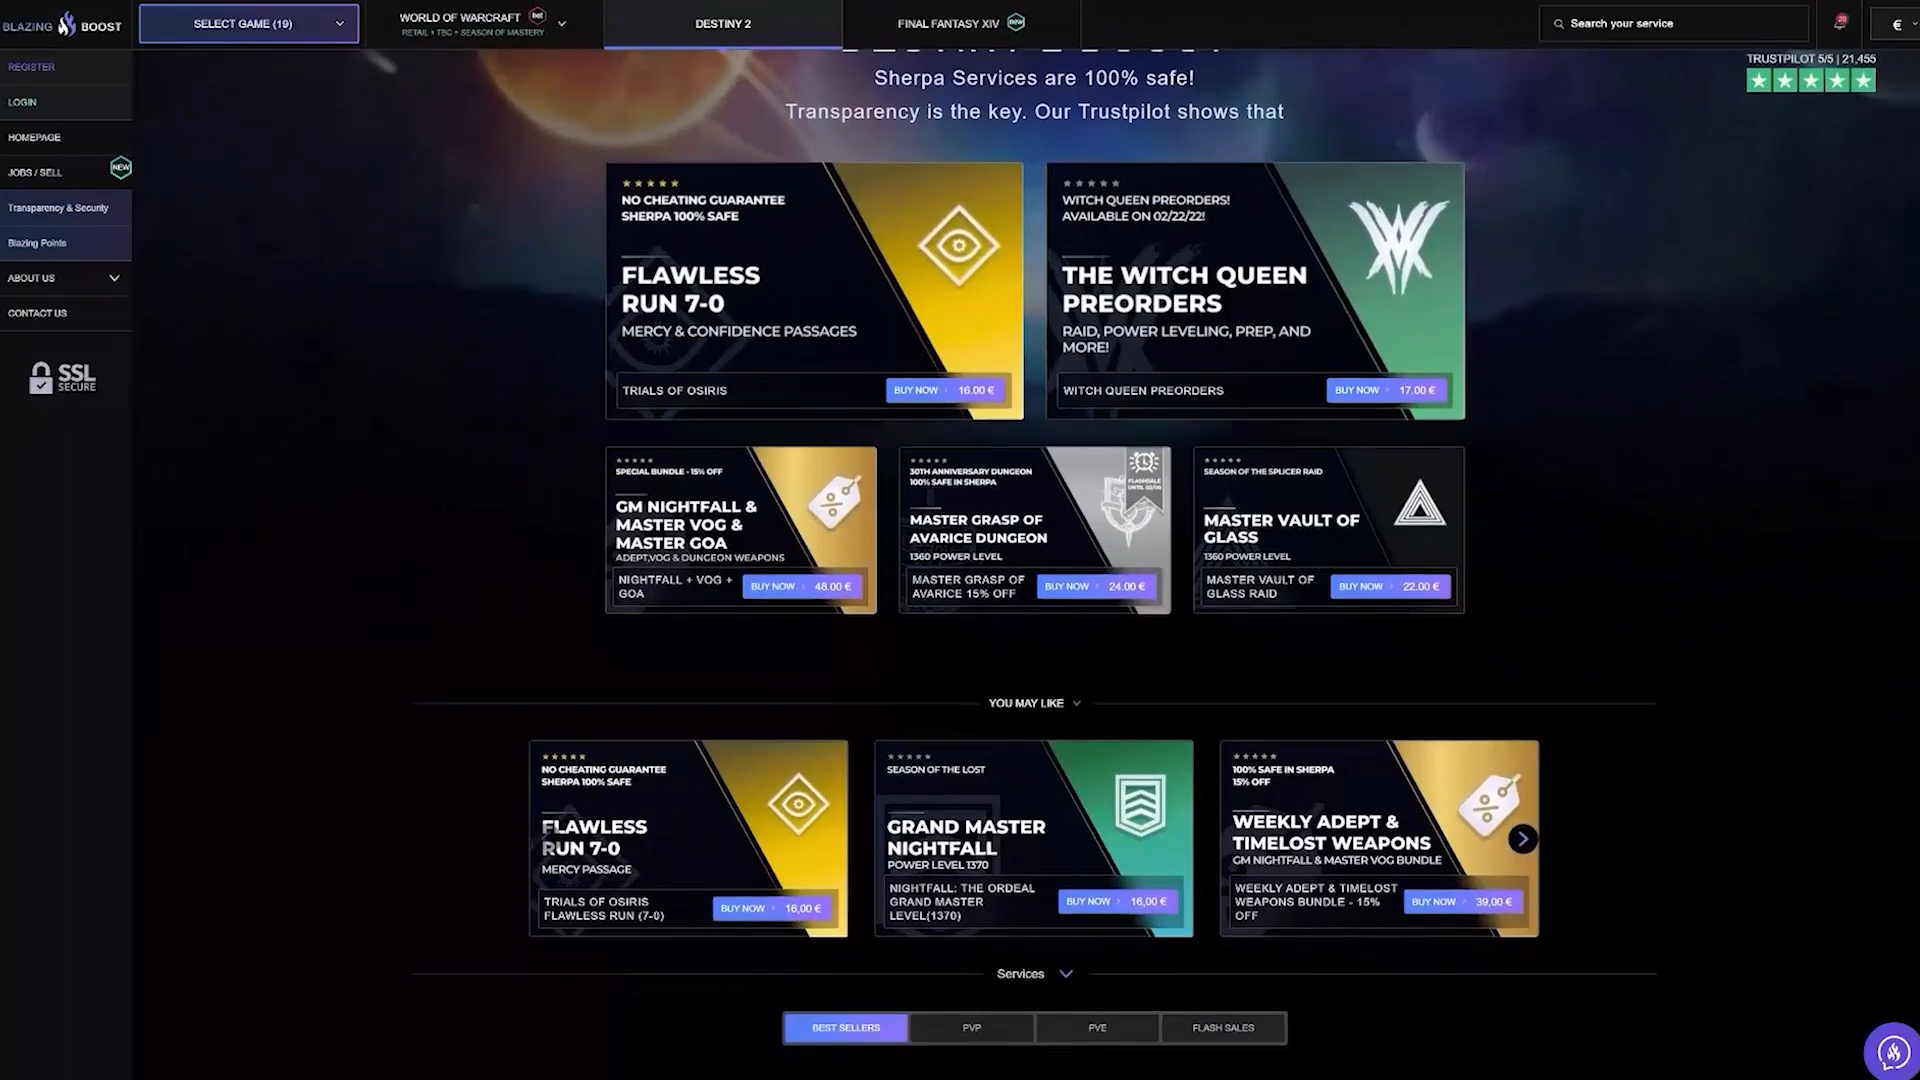 BLAZING BOOST
SELECT GAME (19)
WORLD OF WARCRAFT hot
RETAIL + TBC + SEASON OF MASTERY
DESTINY 2
FINAL FANTASY XIV new
Search your service
€
REGISTER
LOGIN
HOMEPAGE
JOBS / SELL NEW
Transparency & Security
Blazing Points
ABOUT US
CONTACT US
SSL
SECURE
Sherpa Services are 100% safe!
Transparency is the key. Our Trustpilot shows that
TRUSTPILOT 5/5 | 21,455
NO CHEATING GUARANTEE
SHERPA 100% SAFE
FLAWLESS
RUN 7-0
MERCY & CONFIDENCE PASSAGES
TRIALS OF OSIRIS
BUY NOW 16.00 €
WITCH QUEEN PREORDERS!
AVAILABLE ON 02/22/22!
THE WITCH QUEEN
PREORDERS
RAID, POWER LEVELING, PREP, AND
MORE!
WITCH QUEEN PREORDERS
BUY NOW 17.00 €
SPECIAL BUNDLE - 15% OFF
GM NIGHTFALL &
MASTER VOG &
MASTER GOA
ADEPT,VOG & DUNGEON WEAPONS
NIGHTFALL + VOG +
GOA
BUY NOW 48.00 €
30TH ANNIVERSARY DUNGEON
100% SAFE IN SHERPA
FLASHSALE
MASTER GRASP OF
AVARICE DUNGEON
1360 POWER LEVEL
MASTER GRASP OF
AVARICE 15% OFF
BUY NOW 24.00 €
SEASON OF THE SPLICER RAID
MASTER VAULT OF
GLASS
1360 POWER LEVEL
MASTER VAULT OF
GLASS RAID
BUY NOW 22.00 €
YOU MAY LIKE
NO CHEATING GUARANTEE
SHERPA 100% SAFE
FLAWLESS
RUN 7-0
MERCY PASSAGE
TRIALS OF OSIRIS
FLAWLESS RUN (7-0)
BUY NOW 16,00 €
SEASON OF THE LOST
GRAND MASTER
NIGHTFALL
POWER LEVEL 1370
NIGHTFALL: THE ORDEAL
GRAND MASTER
LEVEL(1370)
BUY NOW 16,00 €
100% SAFE IN SHERPA
15% OFF
WEEKLY ADEPT &
TIMELOST WEAPONS
GM NIGHTFALL & MASTER VOG BUNDLE
WEEKLY ADEPT & TIMELOST
WEAPONS BUNDLE - 15%
OFF
BUY NOW 39,00 €
Services
BEST SELLERS
PVP
PVE
FLASH SALES